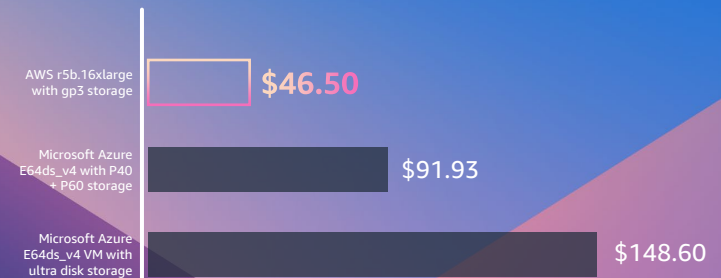 AWS r5b.16xlarge
with gp3 storage
$46.50
Microsoft Azure
E64ds_v4 with P40
+ P60 storage
$91.93
Microsoft Azure
E64ds_v4 VM with
ultra disk storage
$148.60